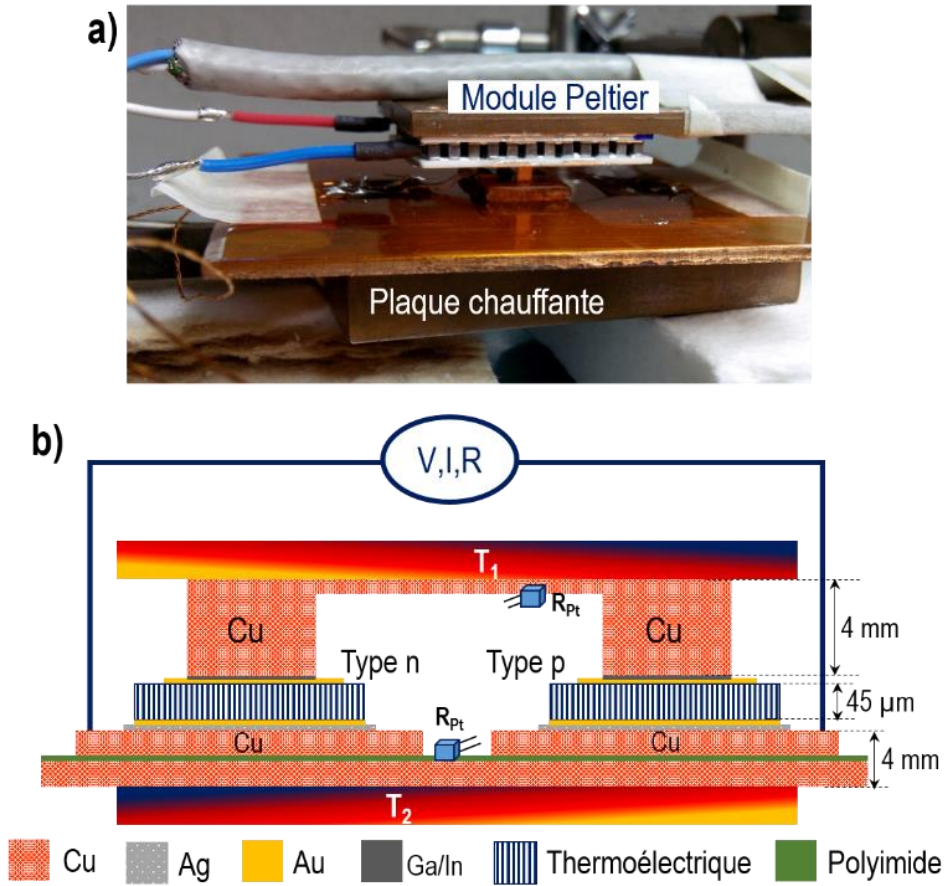 a)
Module Peltier
Plaque chauffante
b)
V,I,R
T1
RPt
Cu
Cu
4 mm
Type n
Type p
45 µm
RPt
Cu
Cu
4 mm
T2
Cu
Ag
Au
Ga/In
Thermoélectrique
Polyimide